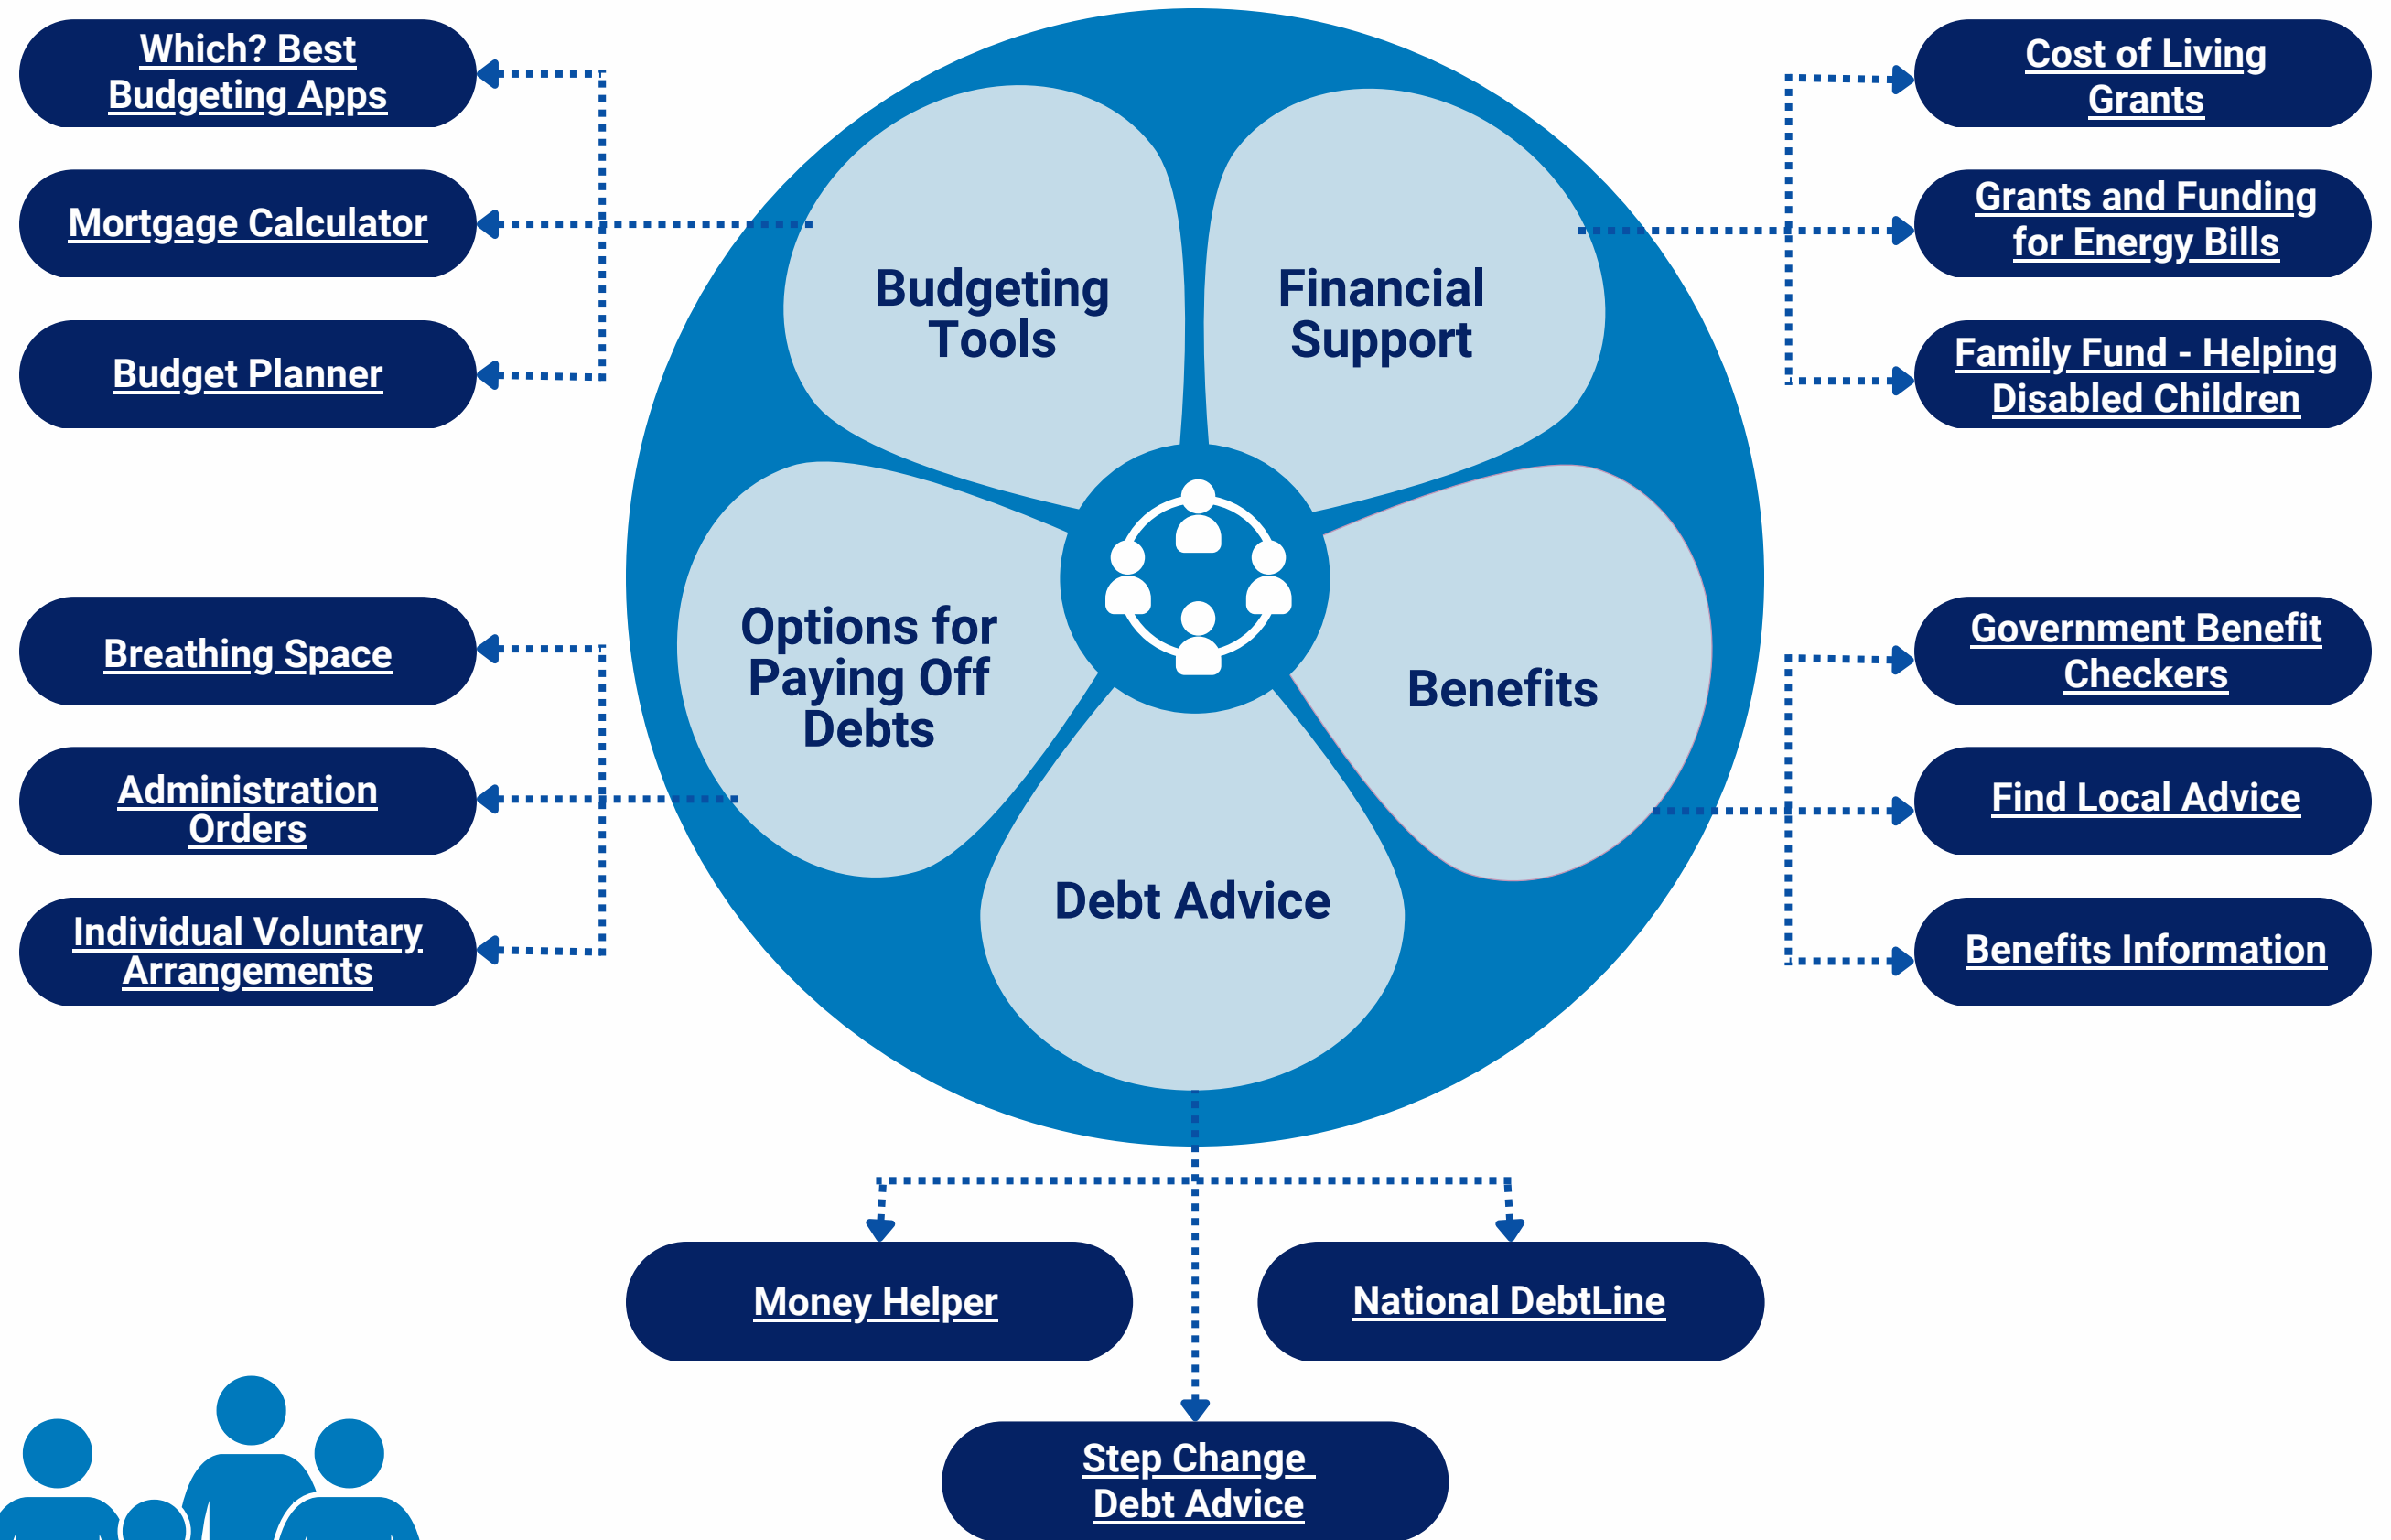 Which? Best
Budgeting Apps
Mortgage Calculator
Budget Planner
Cost of Living
Grants
Grants and Funding
for Energy Bills
Family Fund - Helping
Disabled Children
Budgeting
Tools
Financial
Support
Options for
Paying Off
Debts
Benefits
Debt Advice
Breathing Space
Administration
Orders
Individual Voluntary
Arrangements
Government Benefit
Checkers
Find Local Advice
Benefits Information
Money Helper
National DebtLine
Step Change
Debt Advice